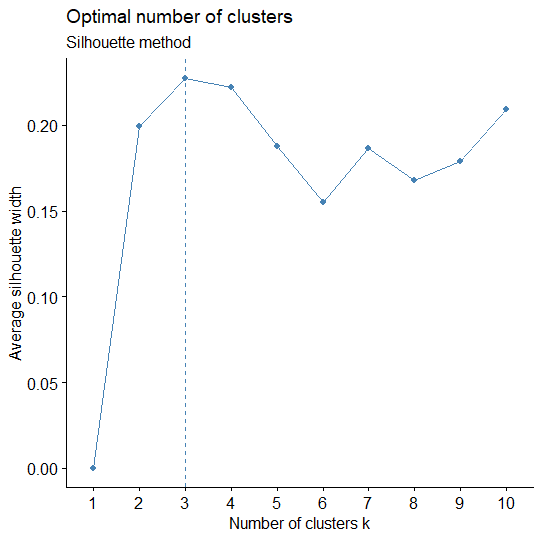 Optimal number of clusters
Silhouette method
Average silhouette width
0.20
0.15
0.10
0.05
0.00
1 2 3 4 5 6 7 8 9 10
Number of clusters k